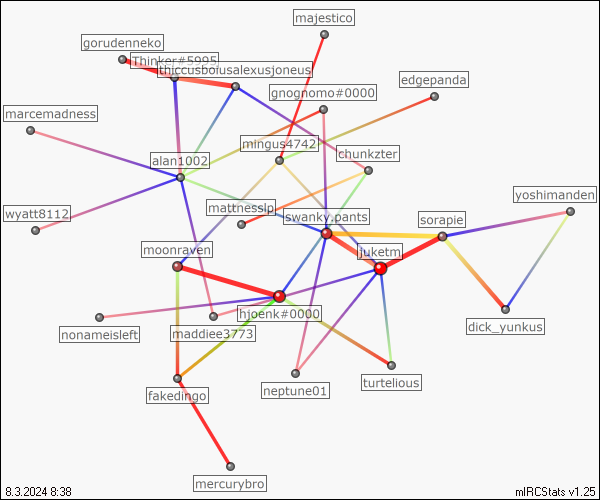 majestico
gorudenneko
Thinker#5995
thiccusboiusalexusjoneus
edgepanda
gnognomo#0000
marcemadness
mingus4742
chunkzter
alan1002
yoshimanden
wyatt8112
mattnesslp
swanky.pants
sorapie
moonraven
juketm
hjoenk#0000
dick_yunkus
nonameisleft
maddiee3773
fakedingo
neptune01
turtelious
mercurybro
8.3.2024 8:38
mIRCStats v1.25